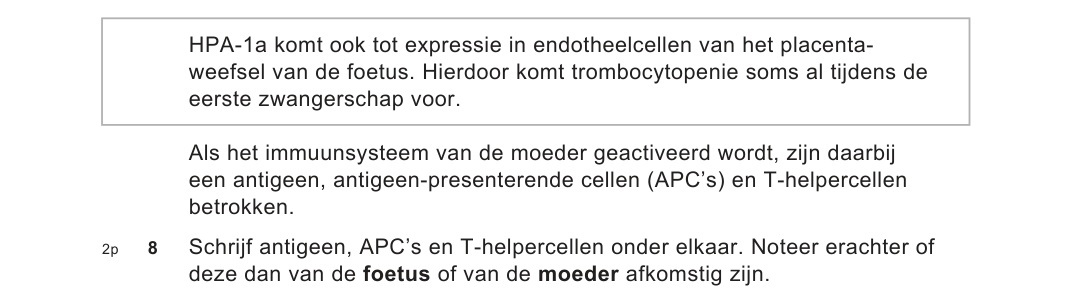 HPA-1a komt ook tot expressie in endotheelcellen van het placenta-
weefsel van de foetus. Hierdoor komt trombocytopenie soms al tijdens de
eerste zwangerschap voor.
Als het immuunsysteem van de moeder geactiveerd wordt, zijn daarbij
een antigeen, antigeen-presenterende cellen (APC’s) en T-helpercellen
betrokken.
2p 8 Schrijf antigeen, APC’s en T-helpercellen onder elkaar. Noteer erachter of
deze dan van de foetus of van de moeder afkomstig zijn.